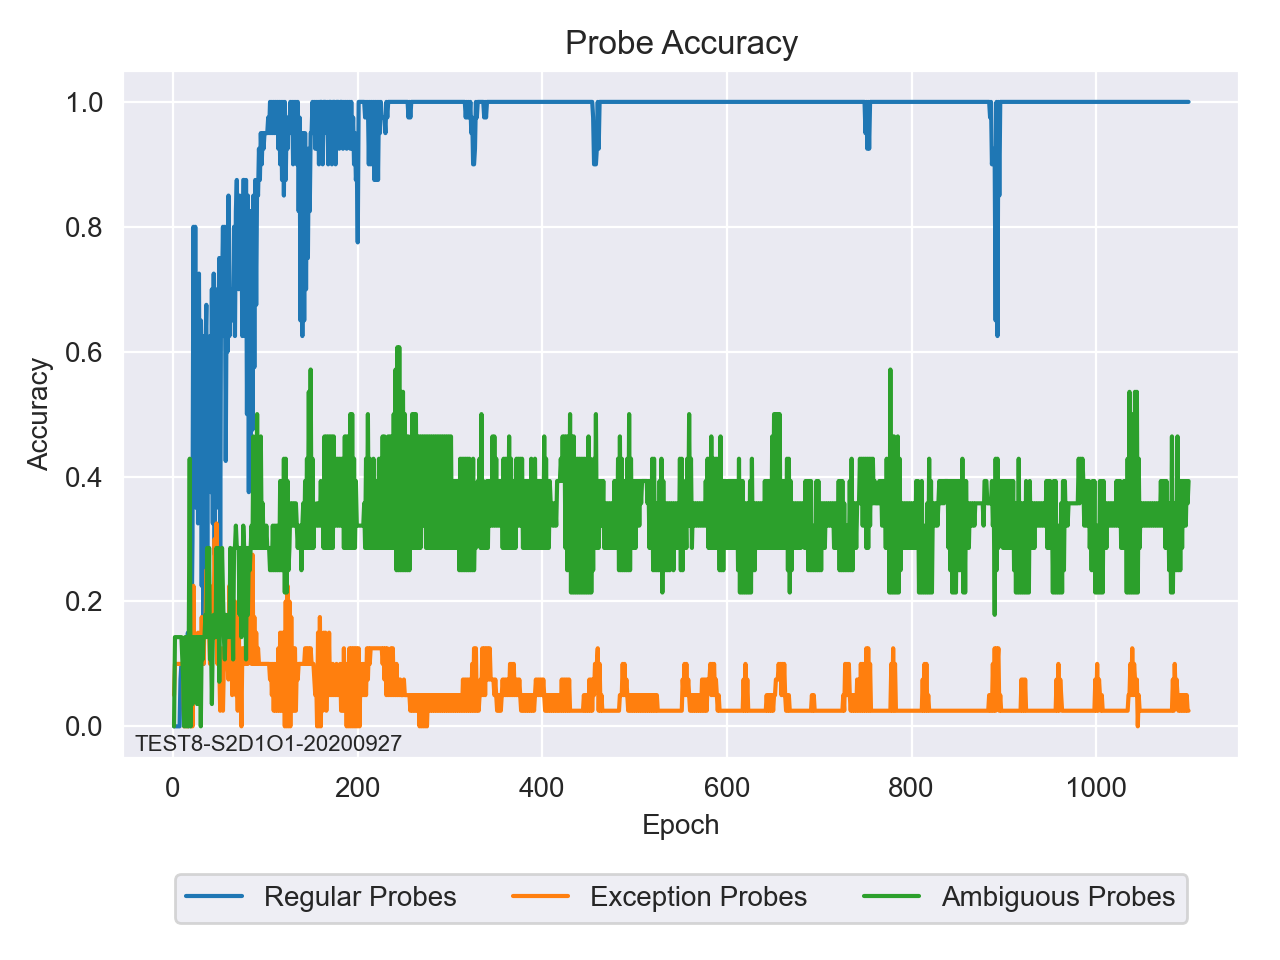 Probe Accuracy
1.0
0.8
0.6
0.4
0.2
0.0
Accuracy
TEST8-S2D1O1-20200927
0 200 400 600 800 1000
Epoch
Regular Probes Exception Probes Ambiguous Probes